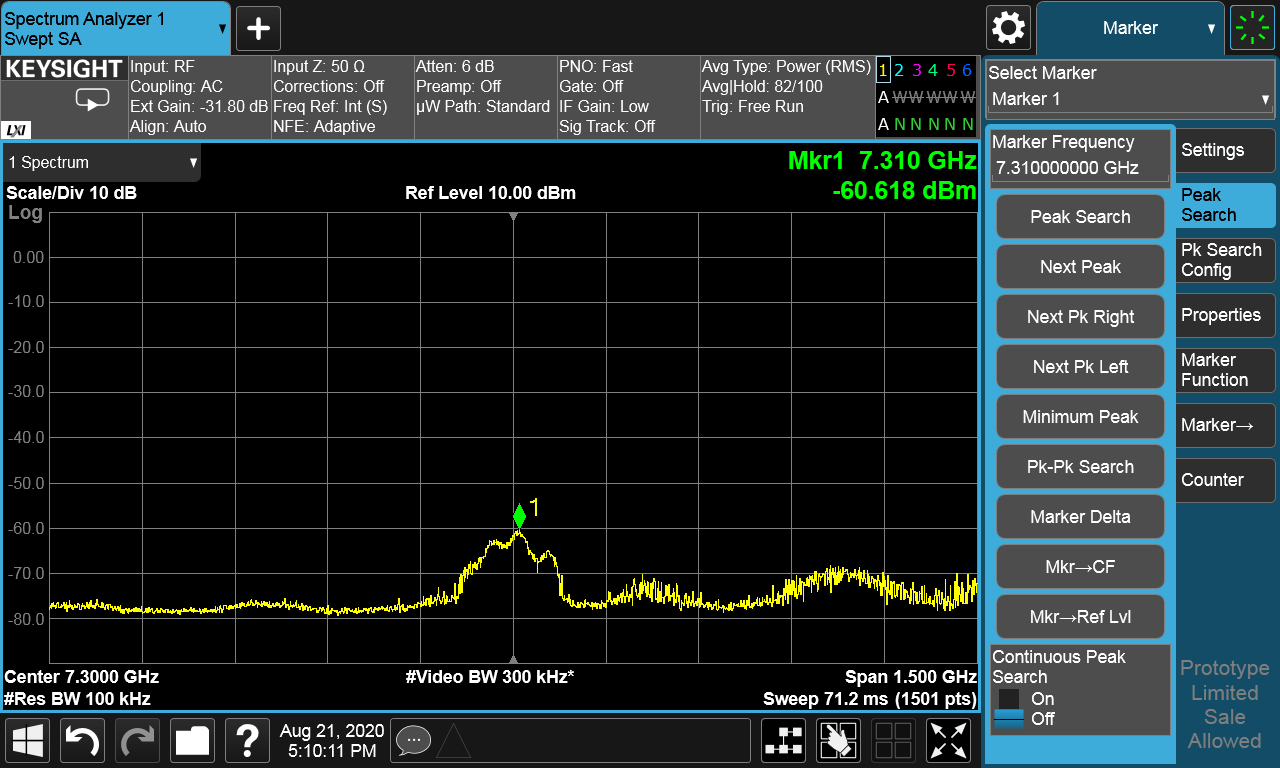 Spectrum Analyzer 1
Swept SA
Marker
KEYSIGHT
LXI
Input: RF
Coupling: AC
Ext Gain: -31.80 dB
Align: Auto
Input Z: 50 Ω
Corrections: Off
Freq Ref: Int (S)
NFE: Adaptive
Atten: 6 dB
Preamp: Off
µW Path: Standard
PNO: Fast
Gate: Off
IF Gain: Low
Sig Track: Off
Avg Type: Power (RMS)
Avg|Hold: 82/100
Trig: Free Run
1 2 3 4 5 6
A W W W W W
A N N N N N
Select Marker
Marker 1
1 Spectrum
Mkr1 7.310 GHz
-60.618 dBm
Scale/Div 10 dB
Ref Level 10.00 dBm
Log
0.00
-10.0
-20.0
-30.0
-40.0
-50.0
-60.0
-70.0
-80.0
1
Center 7.3000 GHz
#Video BW 300 kHz*
Span 1.500 GHz
#Res BW 100 kHz
Sweep 71.2 ms (1501 pts)
Marker Frequency
7.310000000 GHz
Peak Search
Next Peak
Next Pk Right
Next Pk Left
Minimum Peak
Pk-Pk Search
Marker Delta
Mkr→CF
Mkr→Ref Lvl
Continuous Peak
Search
On
Off
Settings
Peak
Search
Pk Search
Config
Properties
Marker
Function
Marker→
Counter
Prototype
Limited
Sale
Allowed
?
Aug 21, 2020
5:10:11 PM